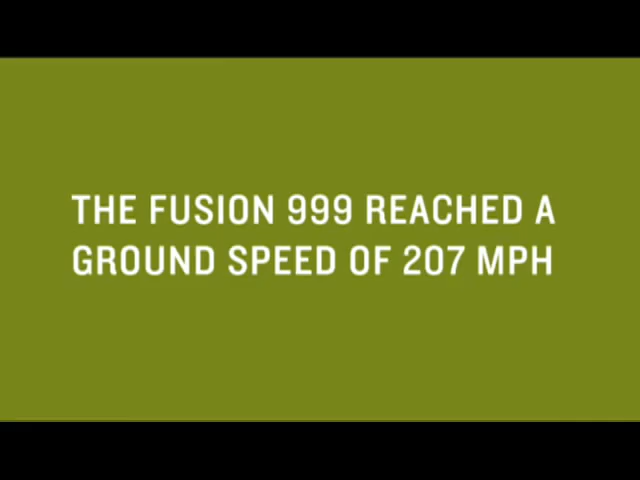 THE FUSION 999 REACHED A
GROUND SPEED OF 207 MPH